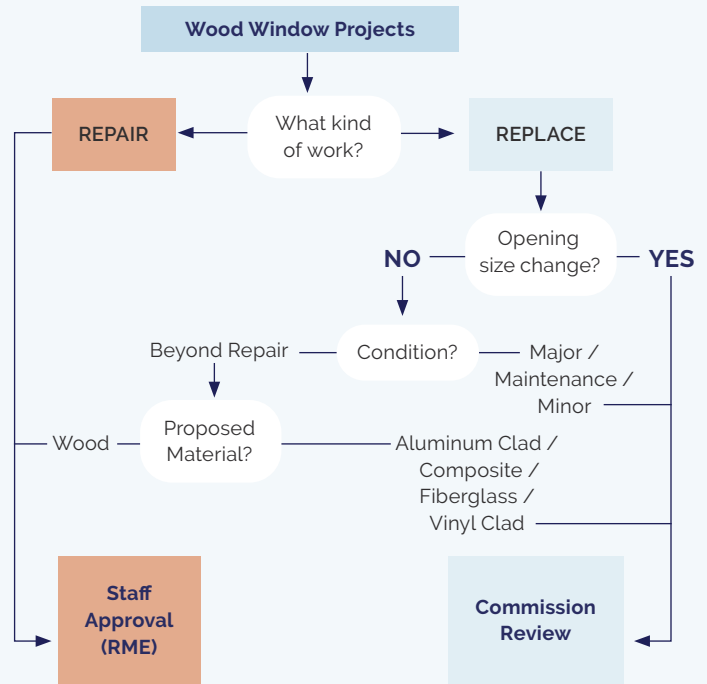 Wood Window Projects
What kind
of work?
REPAIR
REPLACE
Opening
size change?
NO
YES
Condition?
Beyond Repair
Major /
Maintenance /
Minor
Proposed
Material?
Wood
Aluminum Clad /
Composite /
Fiberglass /
Vinyl Clad
Staff
Approval
(RME)
Commission
Review